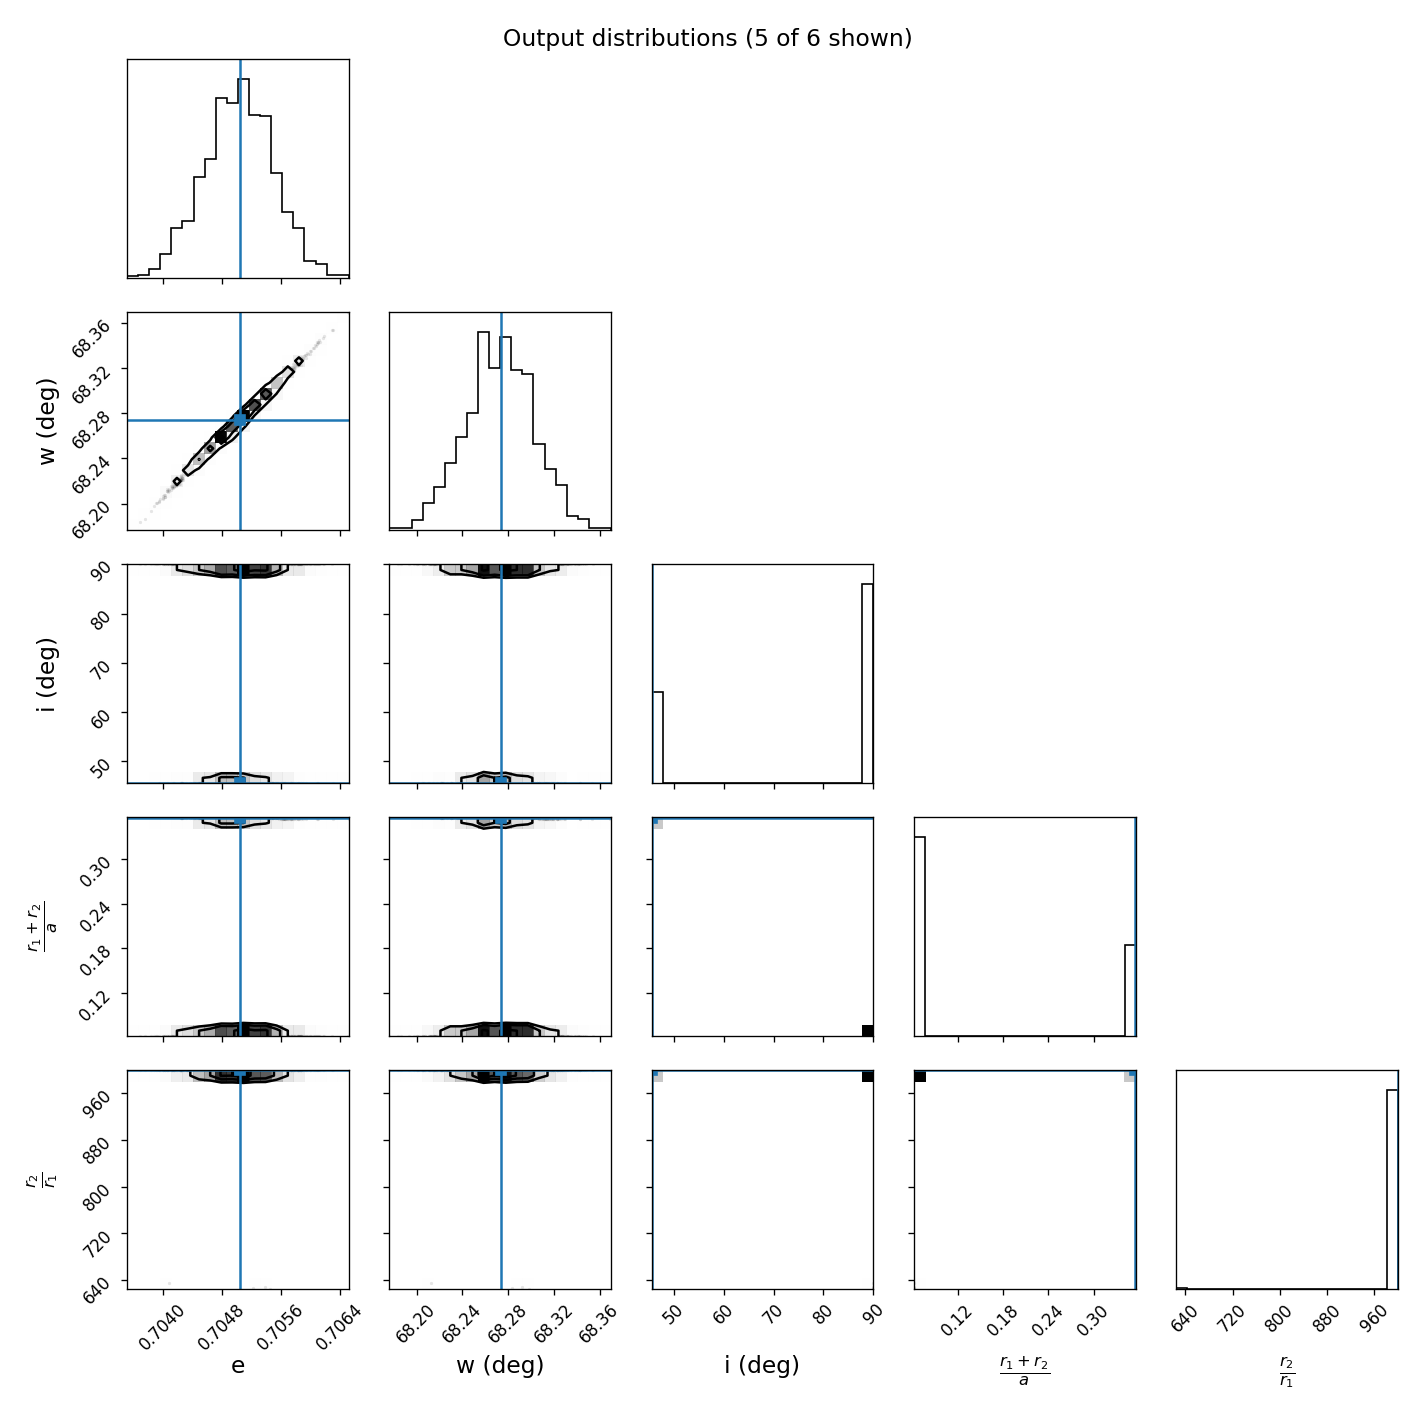 Output distributions (5 of 6 shown)
68.36
68.32
68.28
68.24
68.20
w (deg)
90
80
70
60
50
i (deg)
0.30
0.24
0.18
0.12
r₁ + r₂
a
960
880
800
720
640
r₂
r₁
0.7040 0.7048 0.7056 0.7064
68.20 68.24 68.28 68.32 68.36
50 60 70 80 90
0.12 0.18 0.24 0.30
640 720 800 880 960
e
w (deg)
i (deg)
r₁ + r₂
a
r₂
r₁